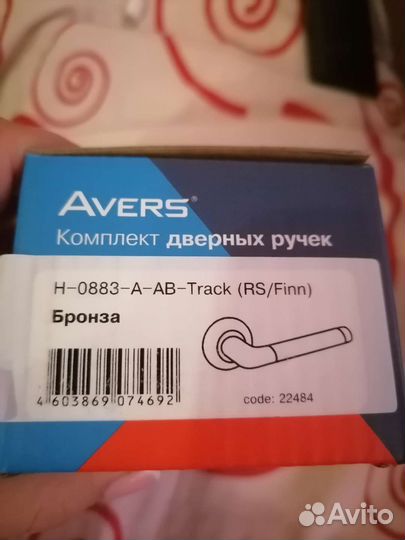 AVERS®
Комплект дверных ручек
H-0883-A-AB-Track (RS/Finn)
Бронза
4 603869 074692
code: 22484
Avito